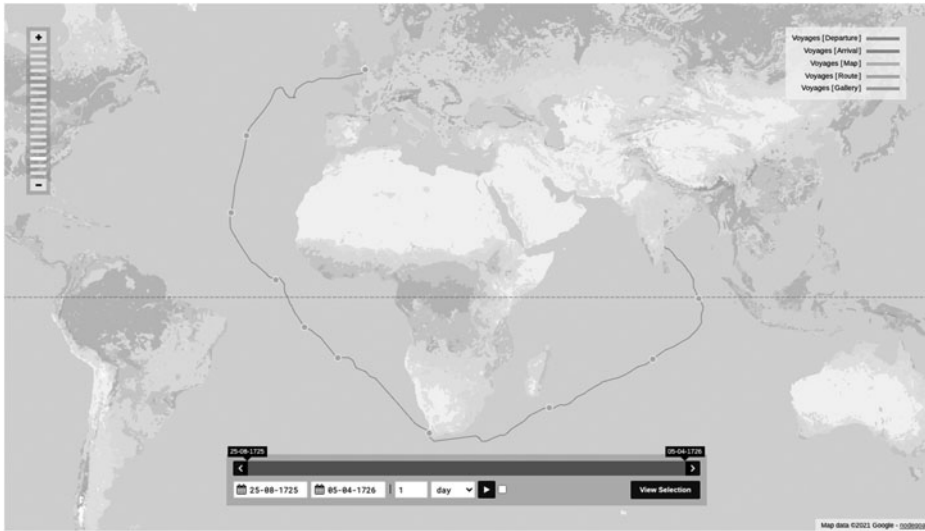 +
−
Voyages [Departure]
Voyages [Arrival]
Voyages [Map]
Voyages [Route]
Voyages [Gallery]
25-08-1725
05-04-1726
25-08-1725 05-04-1726 | 1 day View Selection
Map data ©2021 Google -